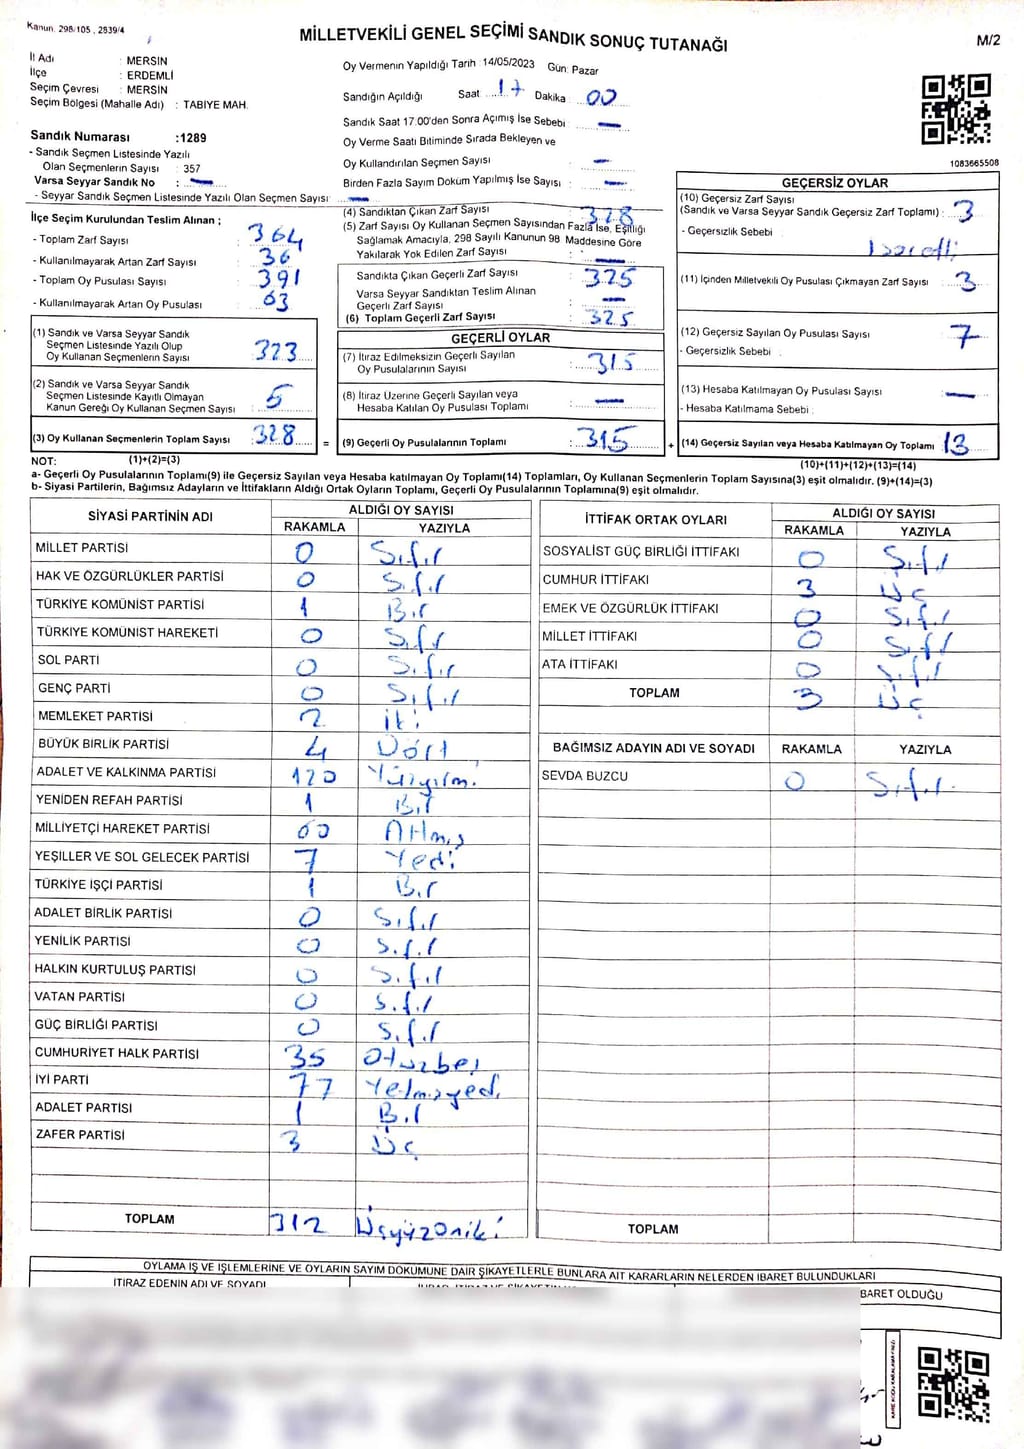 Kanun. 298/105, 2839/4
MİLLETVEKİLİ GENEL SEÇİMİ SANDIK SONUÇ TUTANAĞI
M/2
İl Adı : MERSIN
İlçe : ERDEMLİ
Seçim Çevresi : MERSIN
Seçim Bölgesi (Mahalle Adı) : TABIYE MAH.
Oy Vermenin Yapıldığı Tarih : 14/05/2023 Gün: Pazar
Sandığın Açıldığı Saat 17 Dakika 00
Sandık Saat 17:00'den Sonra Açımış İse Sebebi : —
Oy Verme Saati Bitiminde Sırada Bekleyen ve
Oy Kullandırılan Seçmen Sayısı : —
Birden Fazla Sayım Dokum Yapılmış İse Sayısı : —
1083665508
Sandık Numarası :1289
- Sandık Seçmen Listesinde Yazılı
Olan Seçmenlerin Sayısı : 357
Varsa Seyyar Sandık No : —
- Seyyar Sandık Seçmen Listesinde Yazılı Olan Seçmen Sayısı: —
İlçe Seçim Kurulundan Teslim Alınan ;
- Toplam Zarf Sayısı : 364
- Kullanılmayarak Artan Zarf Sayısı : 36
- Toplam Oy Pusulası Sayısı : 391
- Kullanılmayarak Artan Oy Pusulası : 63
(1) Sandık ve Varsa Seyyar Sandık
Seçmen Listesinde Yazılı Olup
Oy Kullanan Seçmenlerin Sayısı : 323
(2) Sandık ve Varsa Seyyar Sandık
Seçmen Listesinde Kayıtlı Olmayan
Kanun Gereği Oy Kullanan Seçmen Sayısı : 5
(3) Oy Kullanan Seçmenlerin Toplam Sayısı : 328
(1)+(2)=(3)
(4) Sandıktan Çıkan Zarf Sayısı : 328
(5) Zarf Sayısı Oy Kullanan Seçmen Sayısından Fazla İse, Eşitliği
Sağlamak Amacıyla, 298 Sayılı Kanunun 98 Maddesine Göre
Yakılarak Yok Edilen Zarf Sayısı : —
Sandıkta Çıkan Geçerli Zarf Sayısı : 325
Varsa Seyyar Sandıktan Teslim Alınan
Geçerli Zarf Sayısı : —
(6) Toplam Geçerli Zarf Sayısı : 325
GEÇERLİ OYLAR
(7) İtiraz Edilmeksizin Geçerli Sayılan
Oy Pusulalarının Sayısı : 315
(8) İtiraz Üzerine Geçerli Sayılan veya
Hesaba Katılan Oy Pusulası Toplamı : —
= (9) Geçerli Oy Pusulalarının Toplamı : 315 +
GEÇERSİZ OYLAR
(10) Geçersiz Zarf Sayısı
(Sandık ve Varsa Seyyar Sandık Geçersiz Zarf Toplamı) : 3
- Geçersizlik Sebebi : İşaretli
(11) İçinden Milletvekili Oy Pusulası Çıkmayan Zarf Sayısı : 3
(12) Geçersiz Sayılan Oy Pusulası Sayısı : 7
- Geçersizlik Sebebi :
(13) Hesaba Katılmayan Oy Pusulası Sayısı : —
- Hesaba Katılmama Sebebi :
(14) Geçersiz Sayılan veya Hesaba Katılmayan Oy Toplamı : 13
(10)+(11)+(12)+(13)=(14)
NOT:
a- Geçerli Oy Pusulalarının Toplamı(9) ile Geçersiz Sayılan veya Hesaba katılmayan Oy Toplamı(14) Toplamları, Oy Kullanan Seçmenlerin Toplam Sayısına(3) eşit olmalıdır. (9)+(14)=(3)
b- Siyasi Partilerin, Bağımsız Adayların ve İttifakların Aldığı Ortak Oyların Toplamı, Geçerli Oy Pusulalarının Toplamına(9) eşit olmalıdır.
SİYASİ PARTİNİN ADI ALDIĞI OY SAYISI
RAKAMLA YAZIYLA
MİLLET PARTİSİ 0 Sıfır
HAK VE ÖZGÜRLÜKLER PARTİSİ 0 Sıfır
TÜRKİYE KOMÜNİST PARTİSİ 1 Bir
TÜRKİYE KOMÜNİST HAREKETİ 0 Sıfır
SOL PARTİ 0 Sıfır
GENÇ PARTİ 0 Sıfır
MEMLEKET PARTİSİ 2 İki
BÜYÜK BİRLİK PARTİSİ 4 Dört
ADALET VE KALKINMA PARTİSİ 120 Yüzyirmi
YENİDEN REFAH PARTİSİ 1 Bir
MİLLİYETÇİ HAREKET PARTİSİ 60 Altmış
YEŞİLLER VE SOL GELECEK PARTİSİ 7 Yedi
TÜRKİYE İŞÇİ PARTİSİ 1 Bir
ADALET BİRLİK PARTİSİ 0 Sıfır
YENİLİK PARTİSİ 0 Sıfır
HALKIN KURTULUŞ PARTİSİ 0 Sıfır
VATAN PARTİSİ 0 Sıfır
GÜÇ BİRLİĞİ PARTİSİ 0 Sıfır
CUMHURİYET HALK PARTİSİ 35 Otuzbeş
İYİ PARTİ 77 Yetmişyedi
ADALET PARTİSİ 1 Bir
ZAFER PARTİSİ 3 Üç
TOPLAM 312 Üçyüzoniki
İTTİFAK ORTAK OYLARI ALDIĞI OY SAYISI
RAKAMLA YAZIYLA
SOSYALİST GÜÇ BİRLİĞİ İTTİFAKI 0 Sıfır
CUMHUR İTTİFAKI 3 Üç
EMEK VE ÖZGÜRLÜK İTTİFAKI 0 Sıfır
MİLLET İTTİFAKI 0 Sıfır
ATA İTTİFAKI 0 Sıfır
TOPLAM 3 Üç
BAĞIMSIZ ADAYIN ADI VE SOYADI RAKAMLA YAZIYLA
SEVDA BUZCU 0 Sıfır
TOPLAM
OYLAMA İŞ VE İŞLEMLERİNE VE OYLARIN SAYIM DOKUMUNE DAİR ŞİKAYETLERLE BUNLARA AİT KARARLARIN NELERDEN IBARET BULUNDUKLARI
İTİRAZ EDENİN ADI VE SOYADI
BARET OLDUĞU